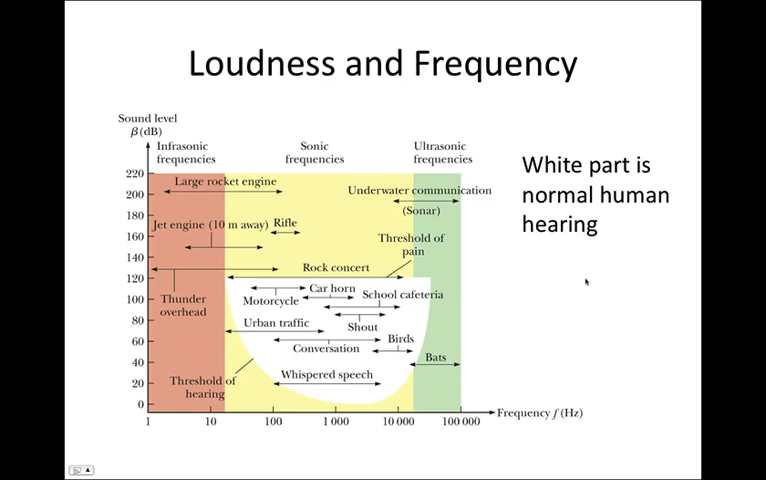 Loudness and Frequency
Sound level
β (dB)
Infrasonic
frequencies
Sonic
frequencies
Ultrasonic
frequencies
220
200
180
160
140
120
100
80
60
40
20
0
Large rocket engine
Underwater communication
(Sonar)
Jet engine (10 m away)
Rifle
Threshold of
pain
Rock concert
Thunder
overhead
Motorcycle
Car horn
School cafeteria
Urban traffic
Shout
Conversation
Birds
Bats
Threshold of
hearing
Whispered speech
1
10
100
1 000
10 000
100 000
Frequency f (Hz)
White part is
normal human
hearing